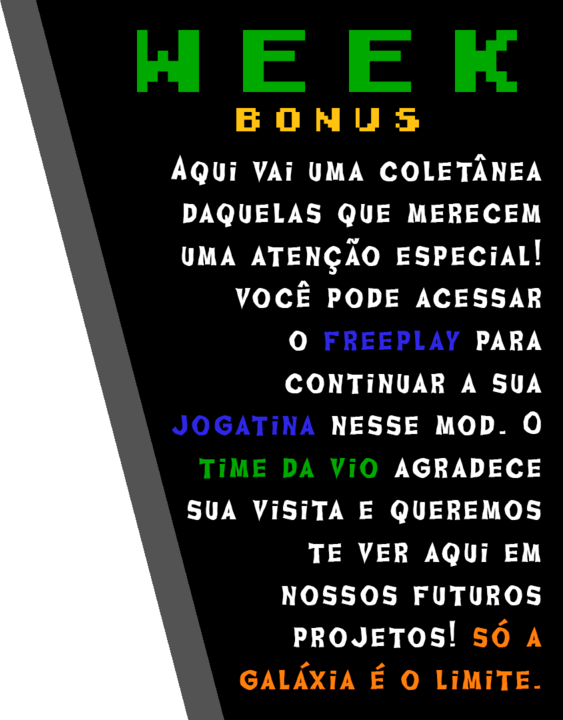 WEEK
BONUS
AQUI VAI UMA COLETÂNEA
DAQUELAS QUE MERECEM
UMA ATENÇÃO ESPECIAL!
VOCÊ PODE ACESSAR
O FREEPLAY PARA
CONTINUAR A SUA
JOGATINA NESSE MOD. O
TIME DA VIO AGRADECE
SUA VISITA E QUEREMOS
TE VER AQUI EM
NOSSOS FUTUROS
PROJETOS! SÓ A
GALÁXIA É O LIMITE.